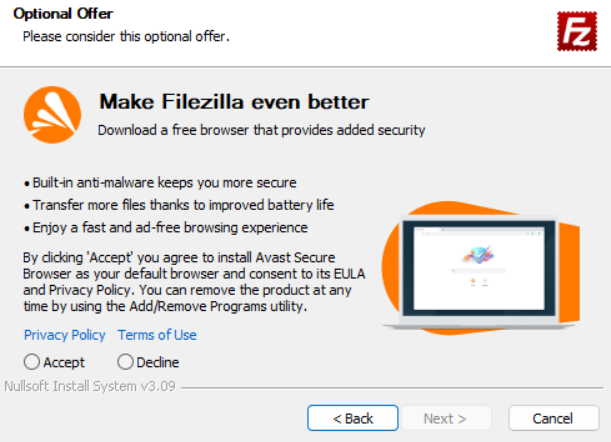 Optional Offer
Please consider this optional offer.
FZ
Make Filezilla even better
Download a free browser that provides added security
• Built-in anti-malware keeps you more secure
• Transfer more files thanks to improved battery life
• Enjoy a fast and ad-free browsing experience
By clicking 'Accept' you agree to install Avast Secure
Browser as your default browser and consent to its EULA
and Privacy Policy. You can remove the product at any
time by using the Add/Remove Programs utility.
Privacy Policy Terms of Use
Accept Decline
Nullsoft Install System v3.09
< Back Next > Cancel